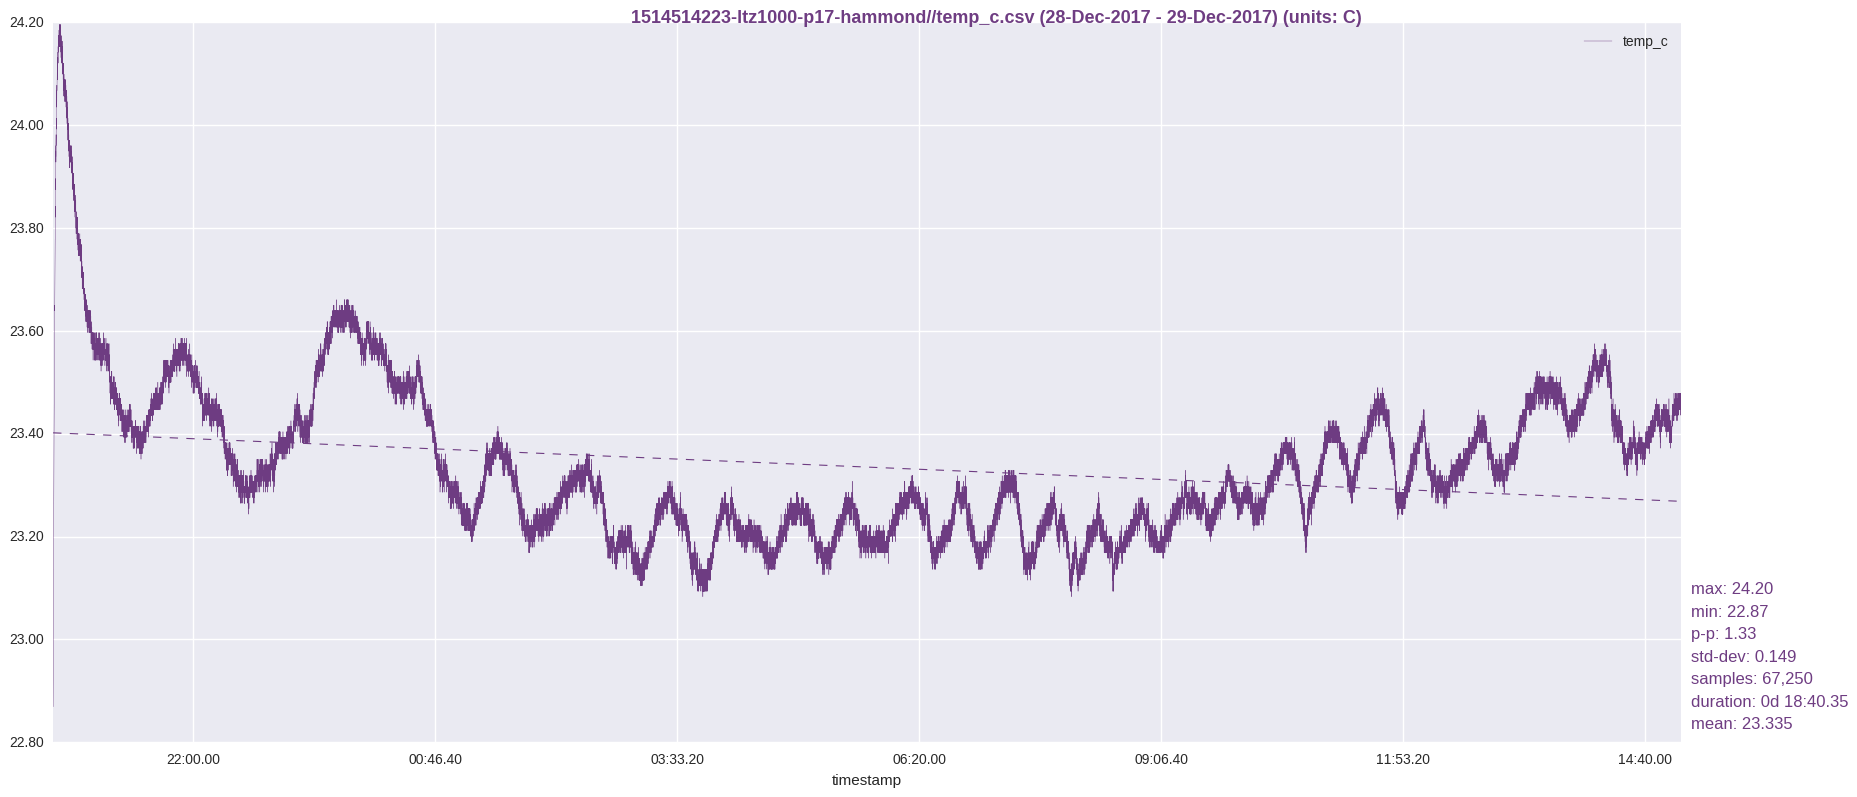 1514514223-ltz1000-p17-hammond//temp_c.csv (28-Dec-2017 - 29-Dec-2017) (units: C)
temp_c
24.20
24.00
23.80
23.60
23.40
23.20
23.00
22.80
max: 24.20
min: 22.87
p-p: 1.33
std-dev: 0.149
samples: 67,250
duration: 0d 18:40.35
mean: 23.335
22:00.00 00:46.40 03:33.20 06:20.00 09:06.40 11:53.20 14:40.00
timestamp